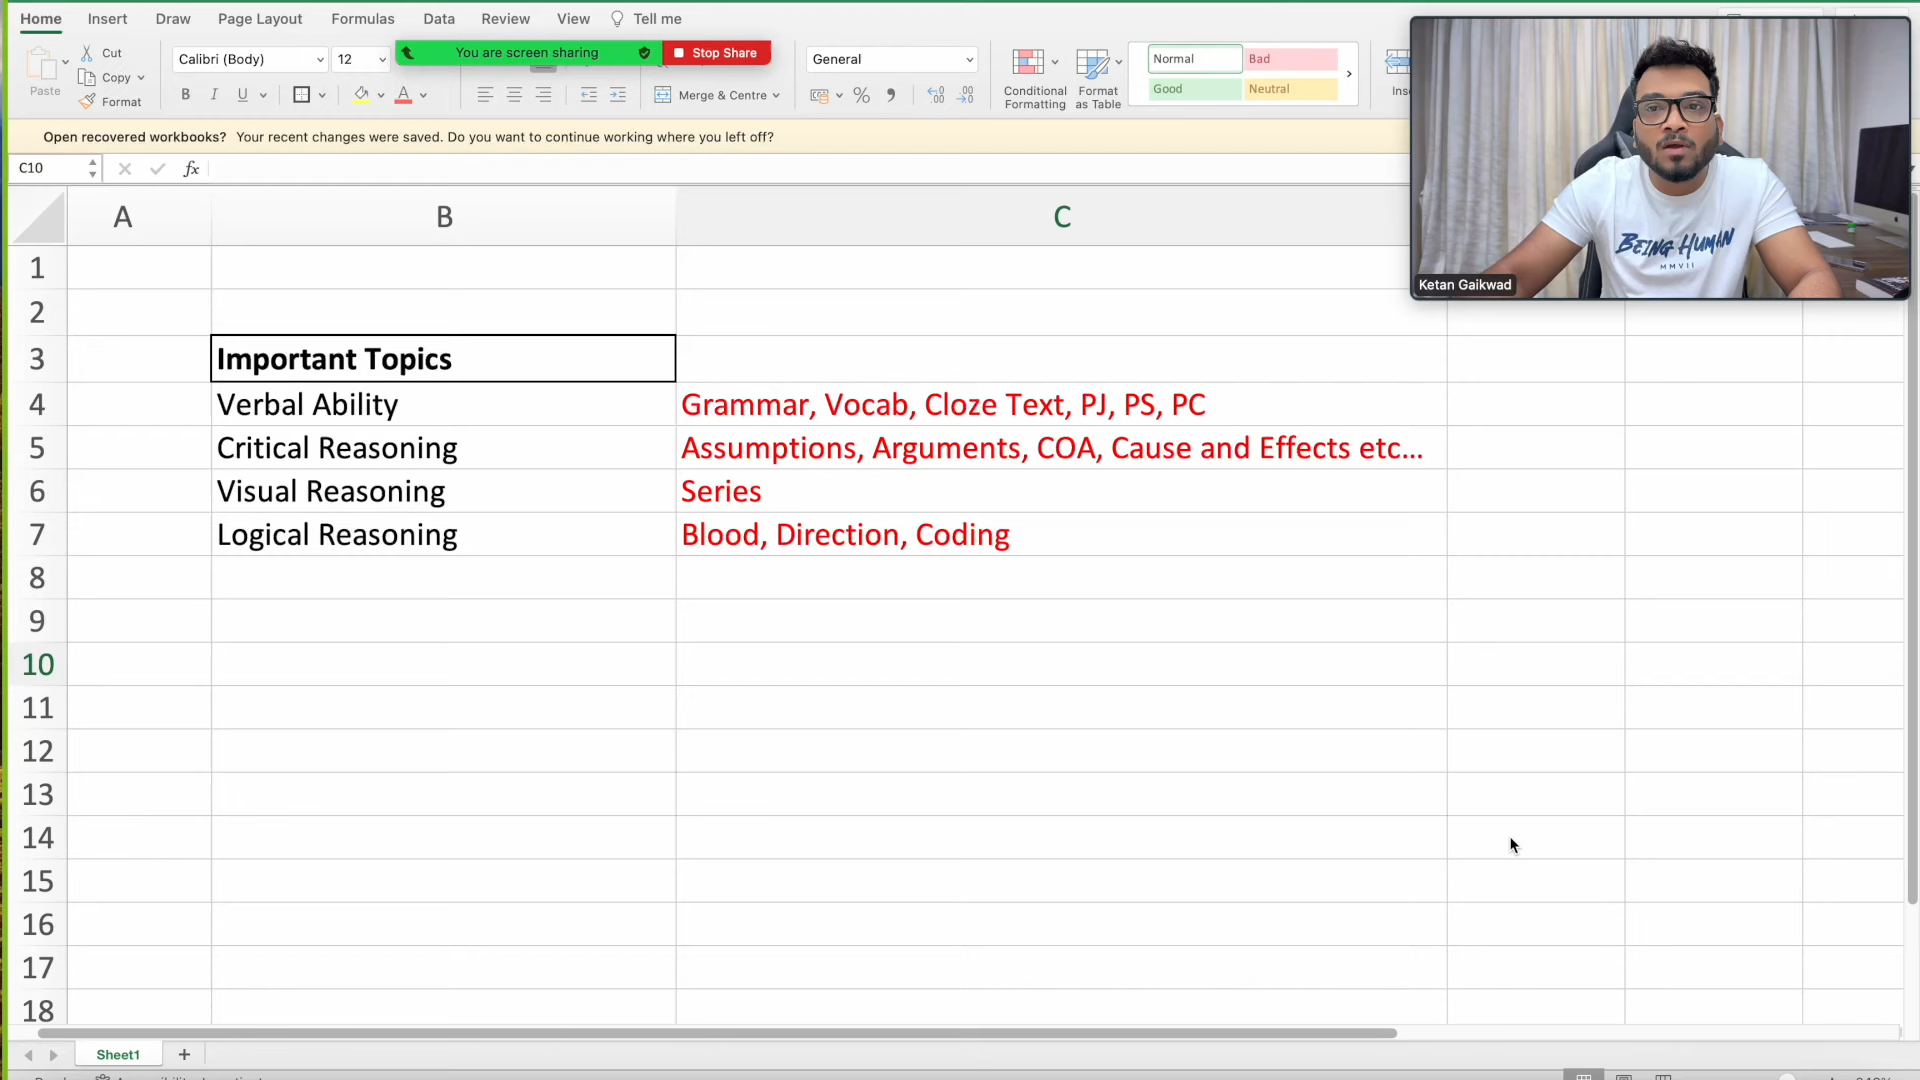 Home Insert Draw Page Layout Formulas Data Review View Tell me
Paste
Cut
Copy
Format
Calibri (Body) 12
You are screen sharing Stop Share
General
B I U
A
Merge & Centre
%
Conditional Formatting
Format as Table
Normal Bad
Good Neutral
Ins
Open recovered workbooks? Your recent changes were saved. Do you want to continue working where you left off?
C10
fx
BEING HUMAN
MMVII
Ketan Gaikwad
A B C
1
2
3 Important Topics
4 Verbal Ability Grammar, Vocab, Cloze Text, PJ, PS, PC
5 Critical Reasoning Assumptions, Arguments, COA, Cause and Effects etc...
6 Visual Reasoning Series
7 Logical Reasoning Blood, Direction, Coding
8
9
10
11
12
13
14
15
16
17
18
Sheet1